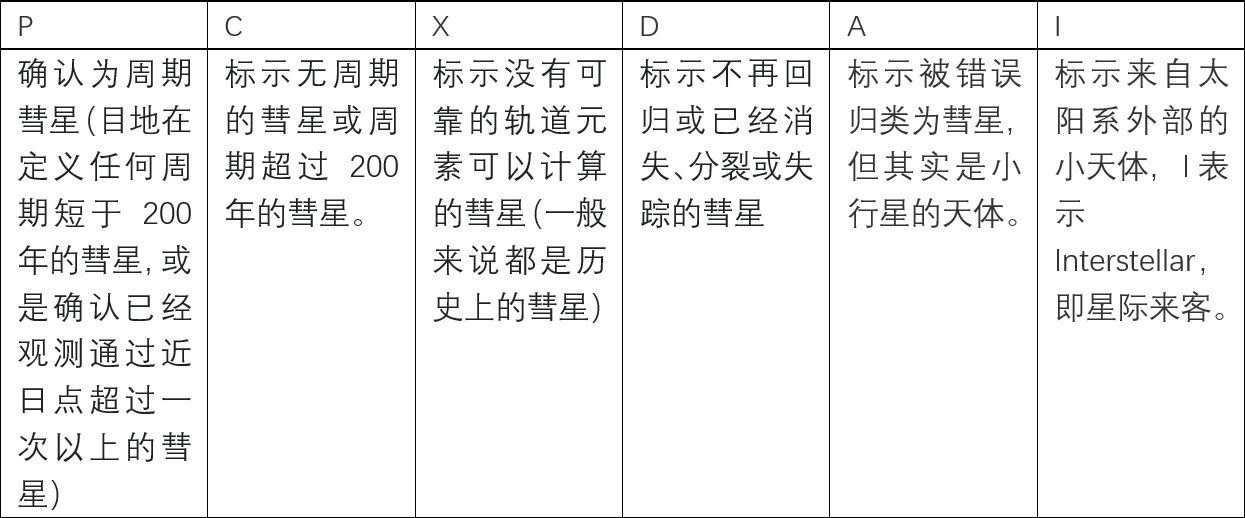 P
C
X
D
A
I
确认为周期
彗星（目地在
定义任何周
期短于 200
年的彗星，或
是确认已经
观测通过近
日点超过一
次以上的彗
星）
标示无周期
的彗星或周
期超过 200
年的彗星。
标示没有可
靠的轨道元
素可以计算
的彗星（一般
来说都是历
史上的彗星）
标示不再回
归或已经消
失、分裂或失
踪的彗星
标示被错误
归类为彗星，
但其实是小
行星的天体。
标示来自太
阳系外部的
小天体，I 表
示
Interstellar，
即星际来客。